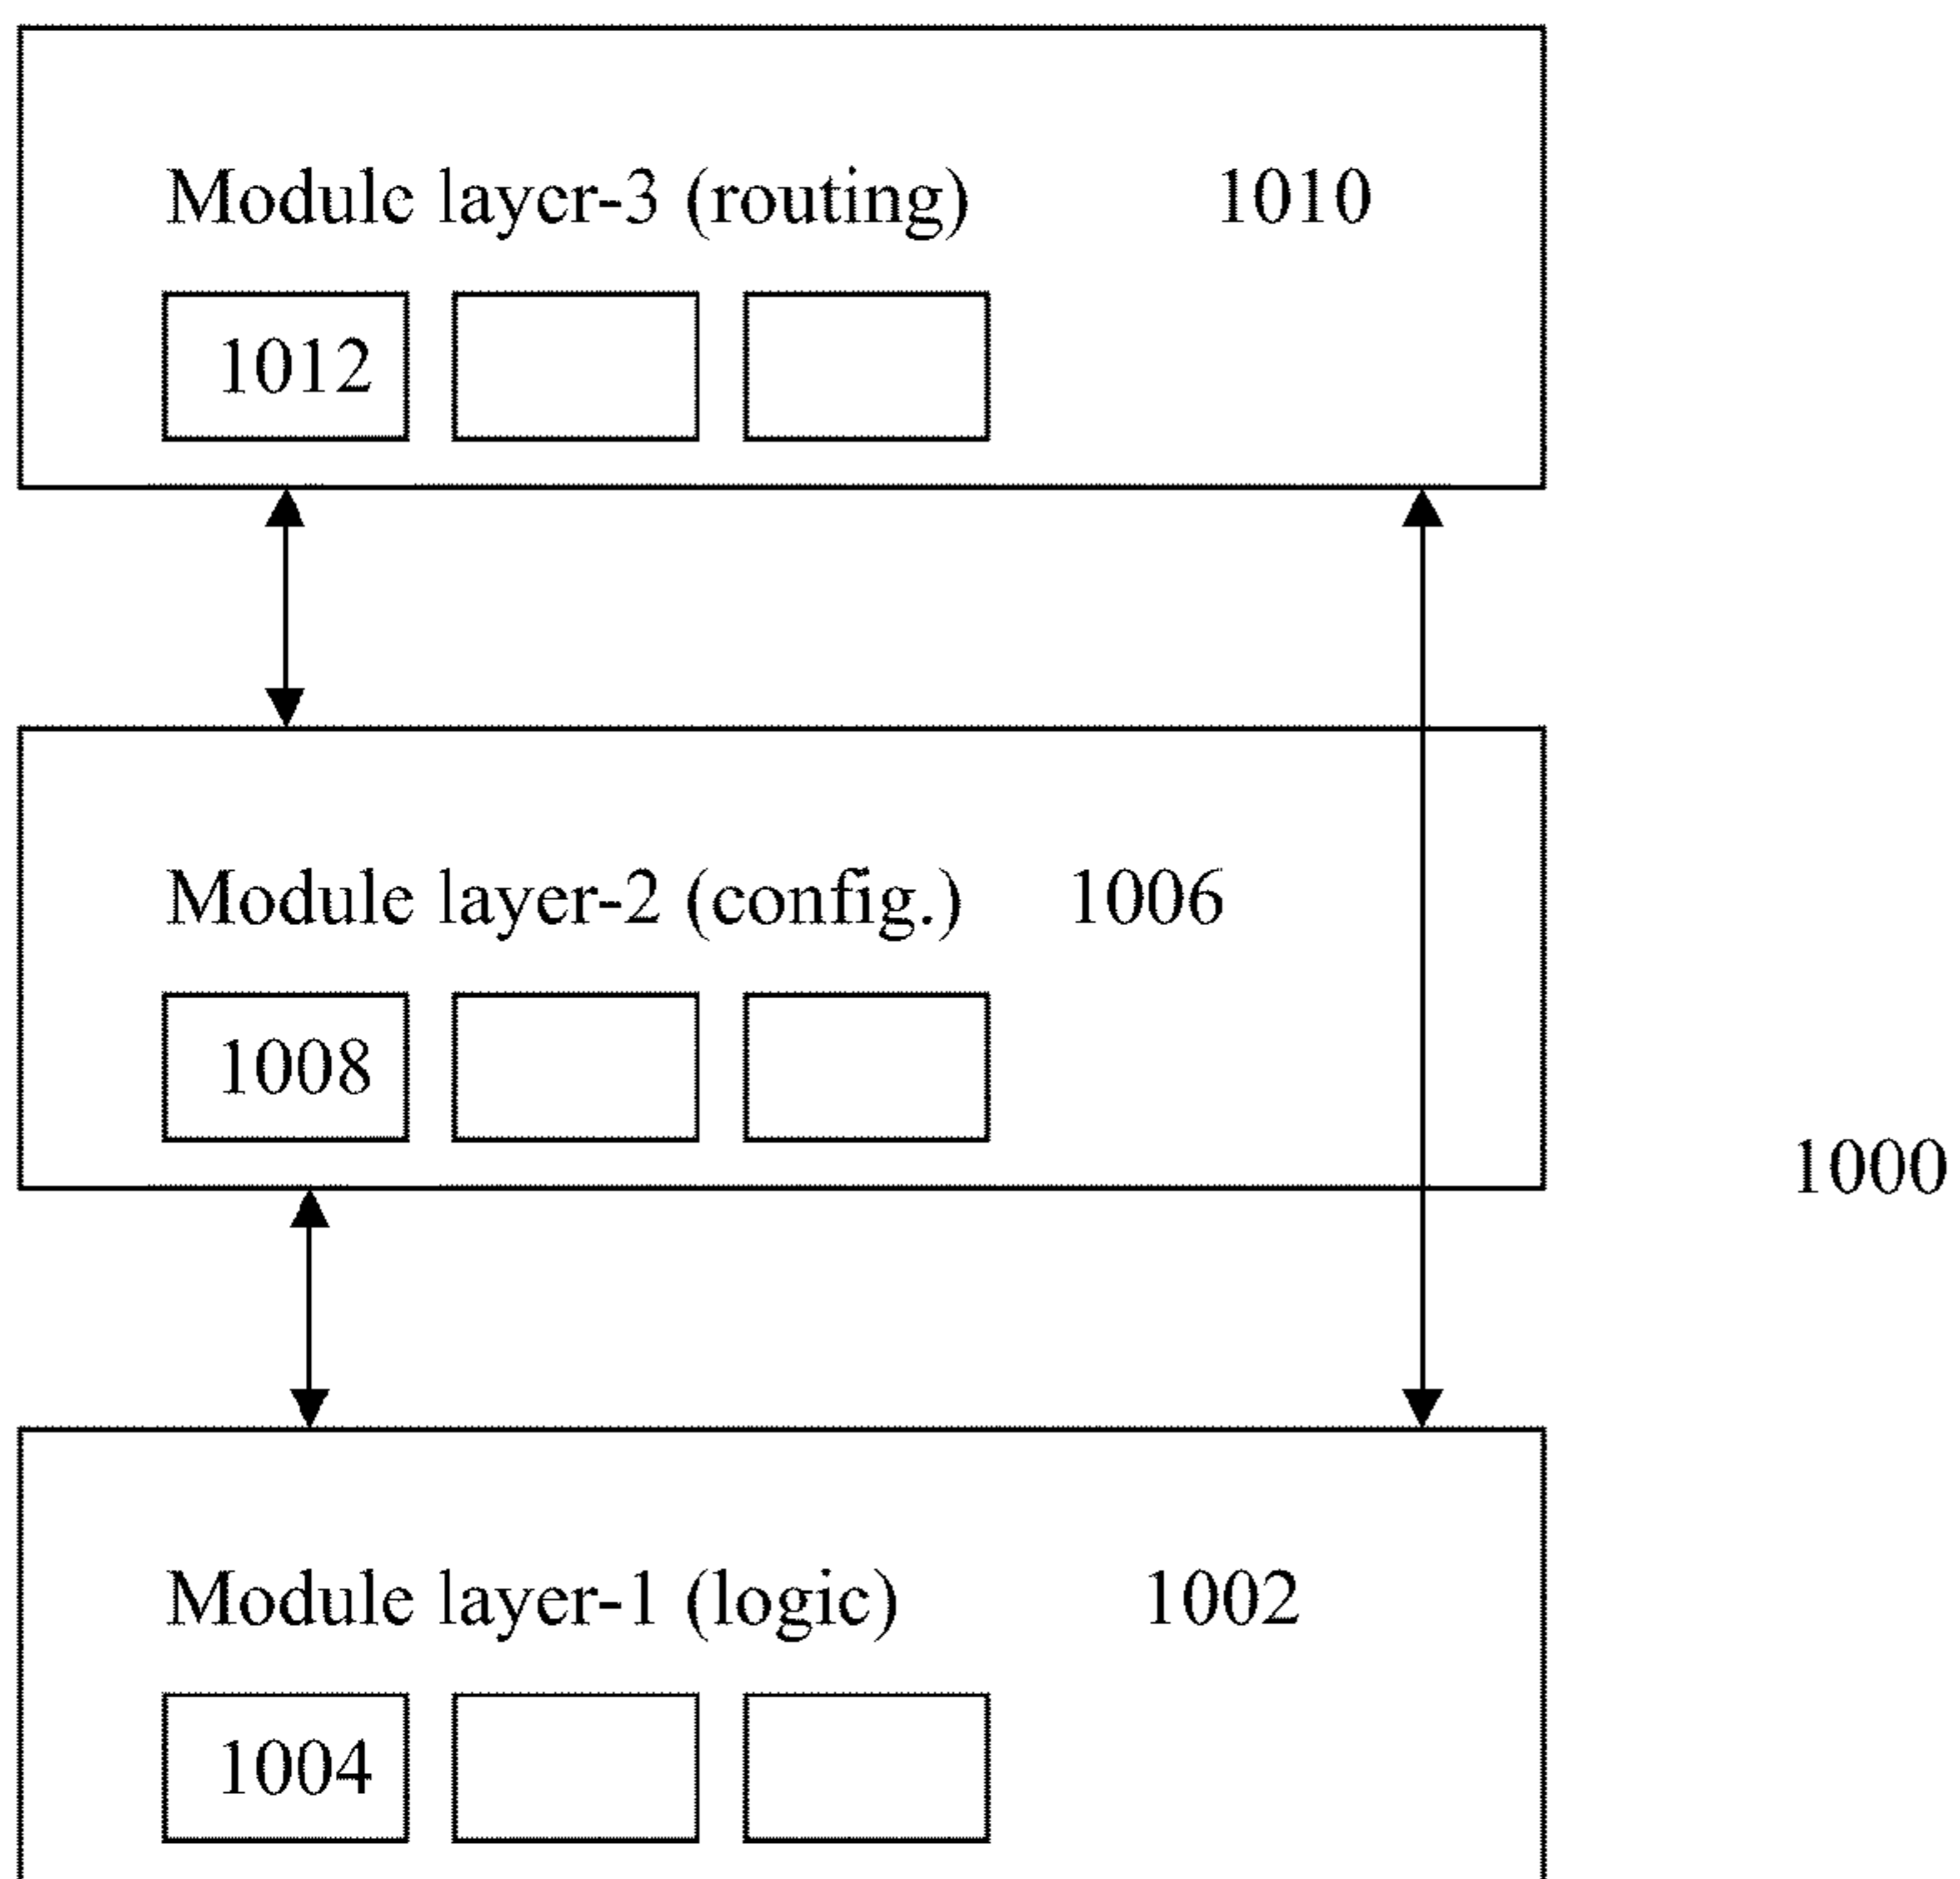 Module layer-3 (routing) 1010
1012
Module layer-2 (config.) 1006
1008
1000
Module layer-1 (logic) 1002
1004